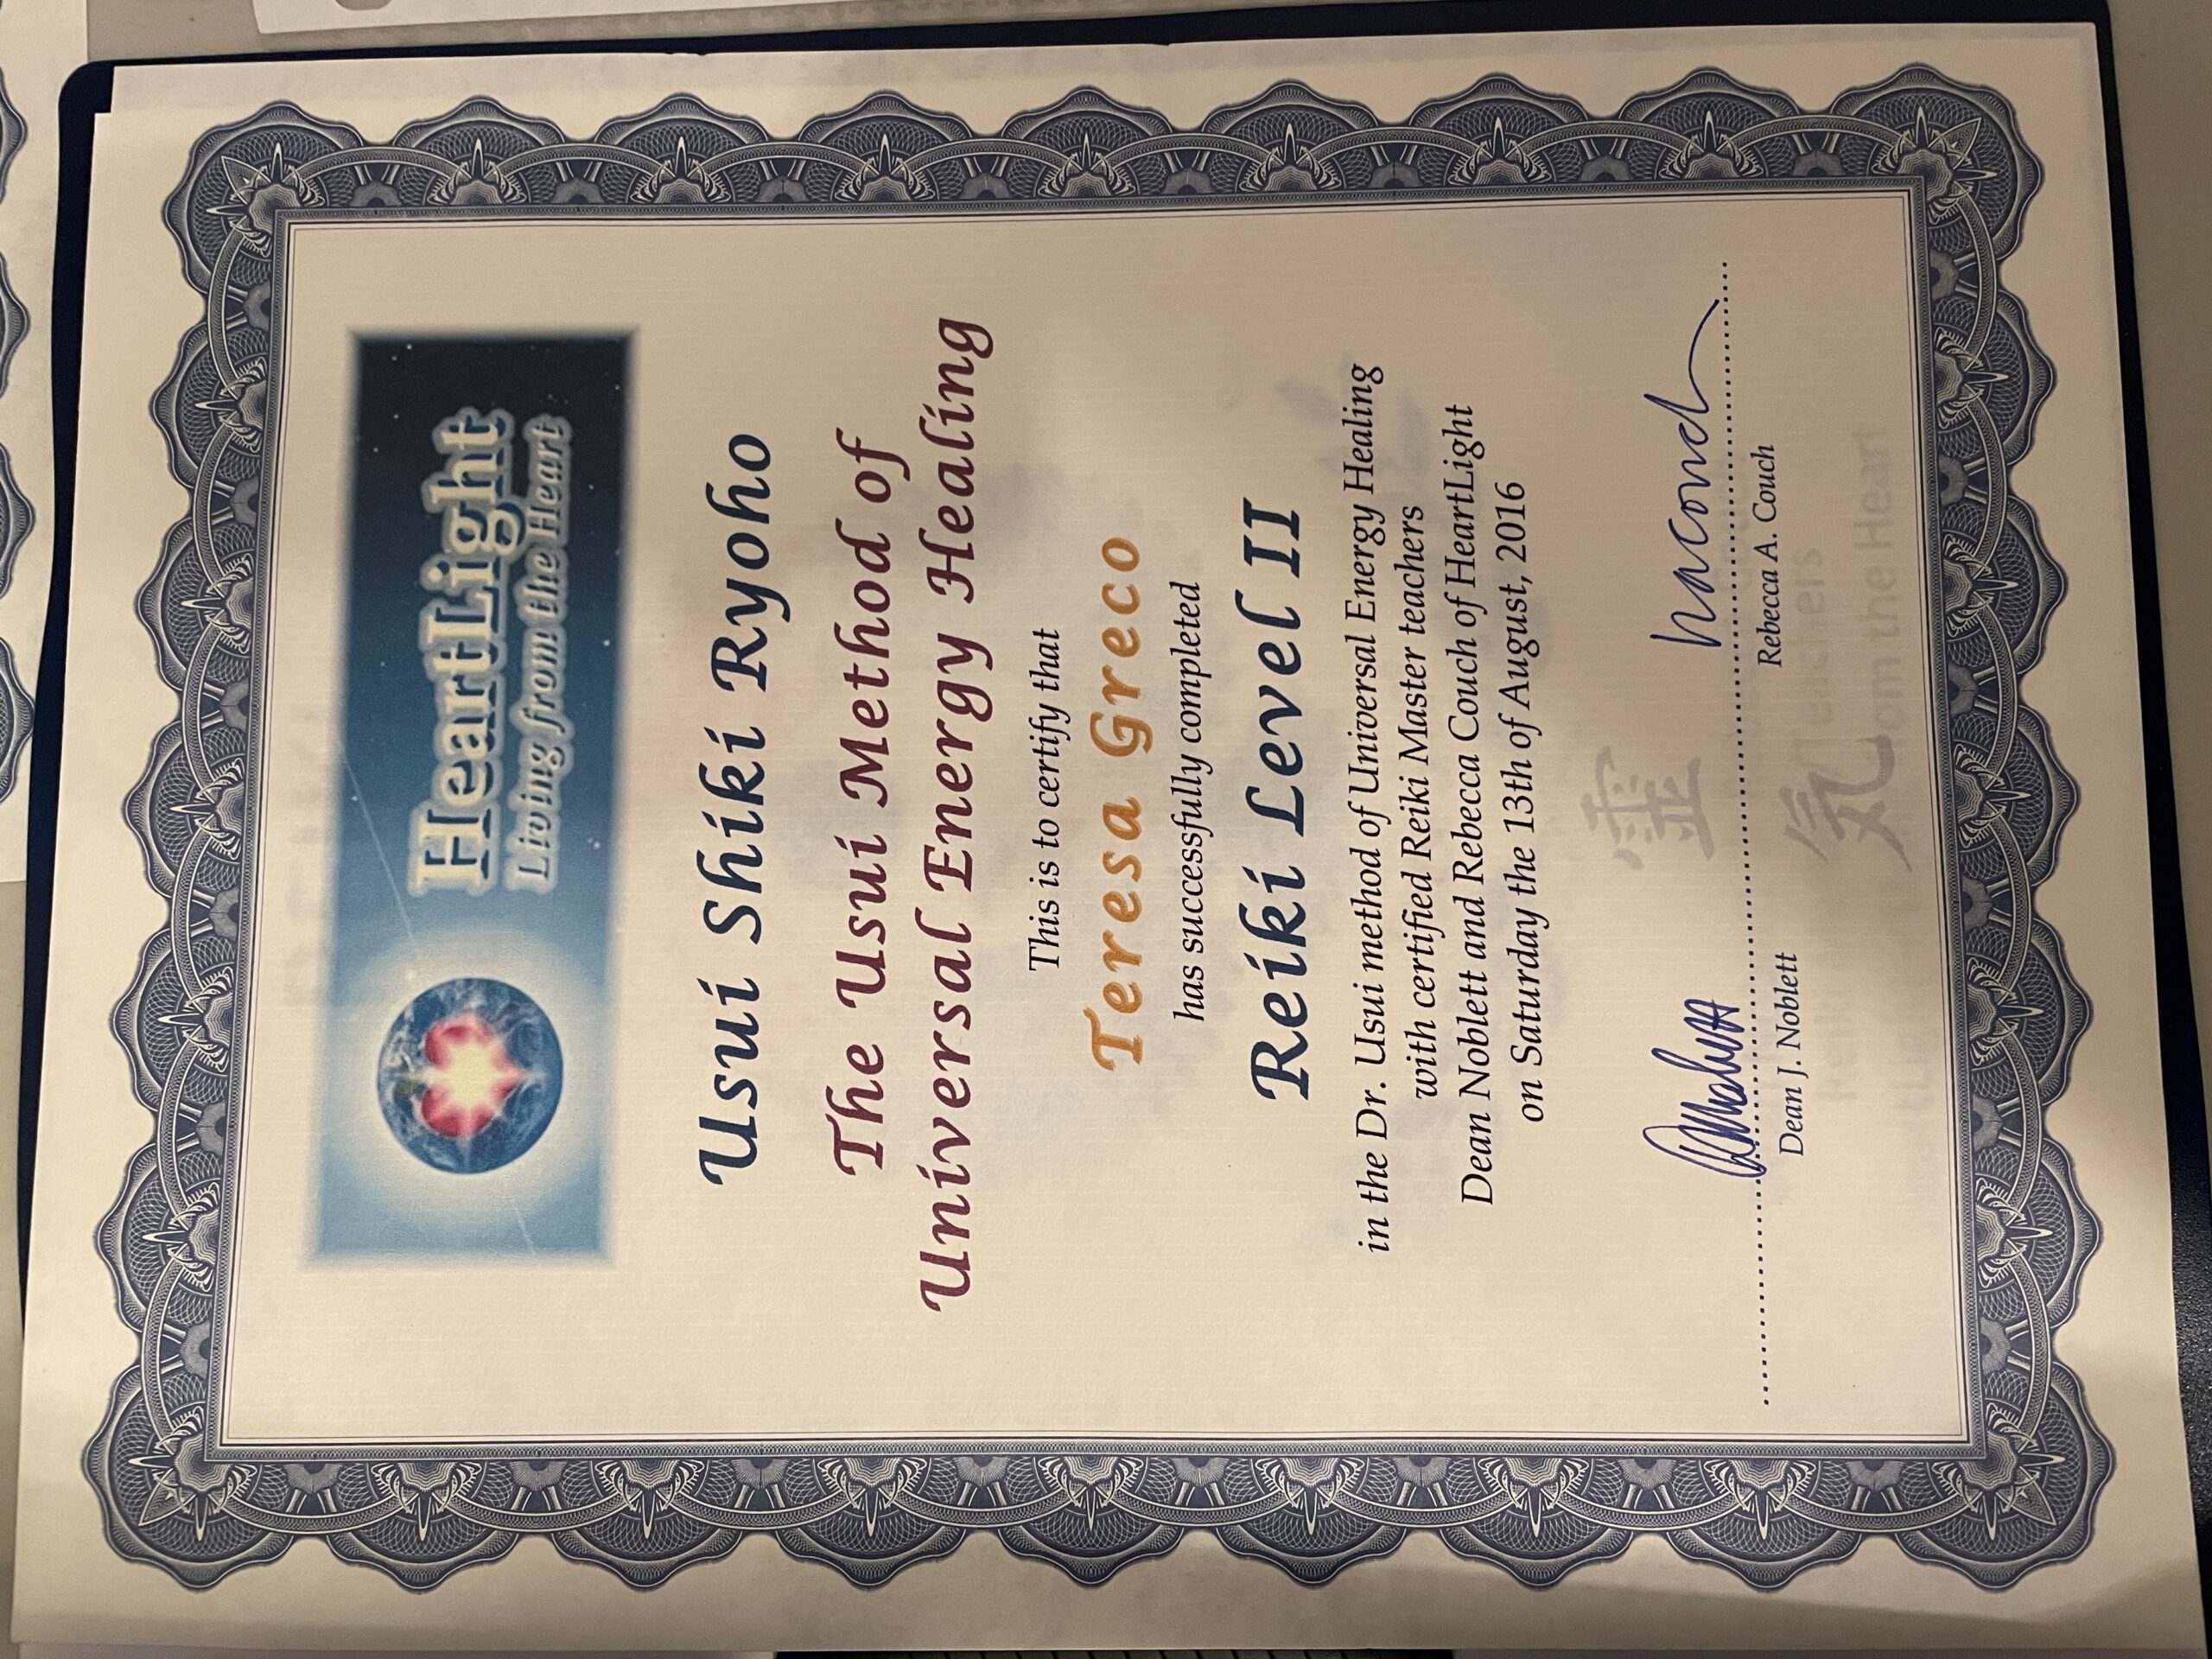 HeartLight
Living from the Heart
Usui Shiki Ryoho
The Usui Method of
Universal Energy Healing
This is to certify that
Teresa Greco
has successfully completed
Reiki Level II
in the Dr. Usui method of Universal Energy Healing
with certified Reiki Master teachers
Dean Noblett and Rebecca Couch of HeartLight
on Saturday the 13th of August, 2016
靈
気
Dean J. Noblett
Rebecca A. Couch